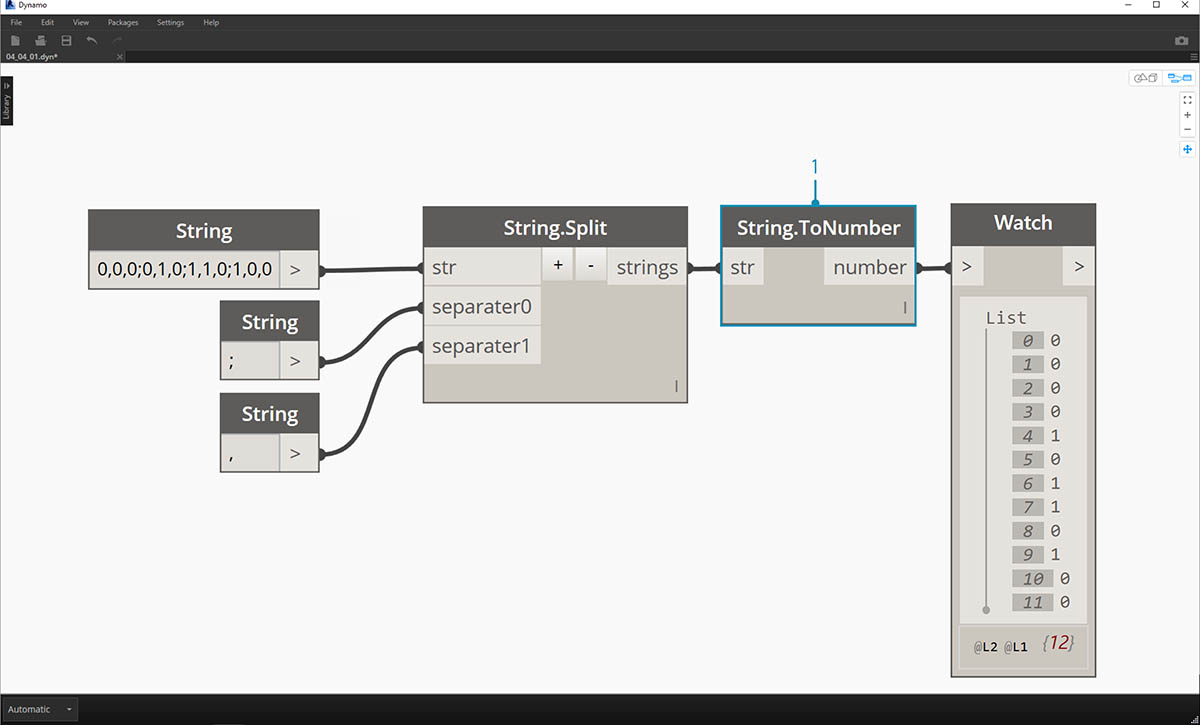 Dynamo
File Edit View Packages Settings Help
04_04_01.dyn*
Library
1
String
0,0,0;0,1,0;1,1,0;1,0,0 >
String
; >
String
, >
String.Split
str + - strings
separater0
separater1
l
String.ToNumber
str number
l
Watch
> >
List
0 0
1 0
2 0
3 0
4 1
5 0
6 1
7 1
8 0
9 1
10 0
11 0
@L2 @L1 {12}
Automatic